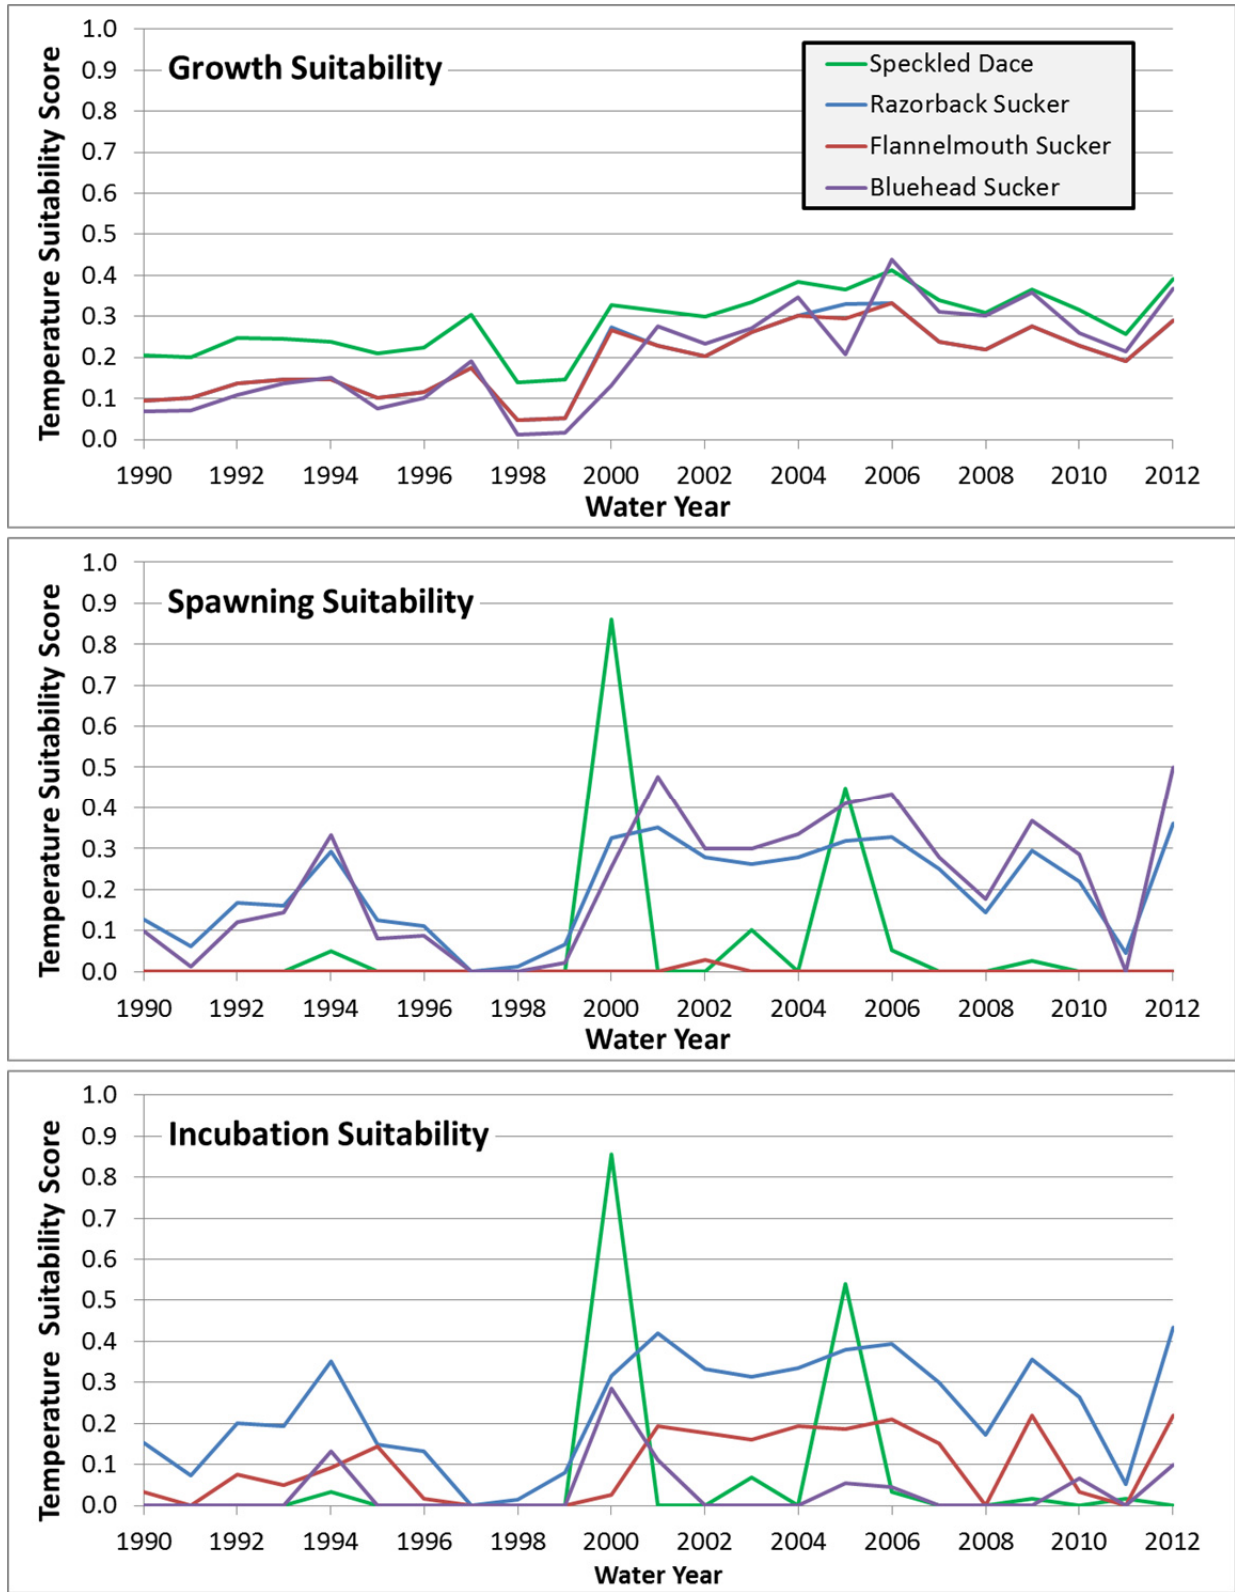 Growth Suitability
Temperature Suitability Score
1.0
0.9
0.8
0.7
0.6
0.5
0.4
0.3
0.2
0.1
0.0
Speckled Dace
Razorback Sucker
Flannelmouth Sucker
Bluehead Sucker
1990 1992 1994 1996 1998 2000 2002 2004 2006 2008 2010 2012
Water Year
Spawning Suitability
Temperature Suitability Score
1.0
0.9
0.8
0.7
0.6
0.5
0.4
0.3
0.2
0.1
0.0
1990 1992 1994 1996 1998 2000 2002 2004 2006 2008 2010 2012
Water Year
Incubation Suitability
Temperature Suitability Score
1.0
0.9
0.8
0.7
0.6
0.5
0.4
0.3
0.2
0.1
0.0
1990 1992 1994 1996 1998 2000 2002 2004 2006 2008 2010 2012
Water Year